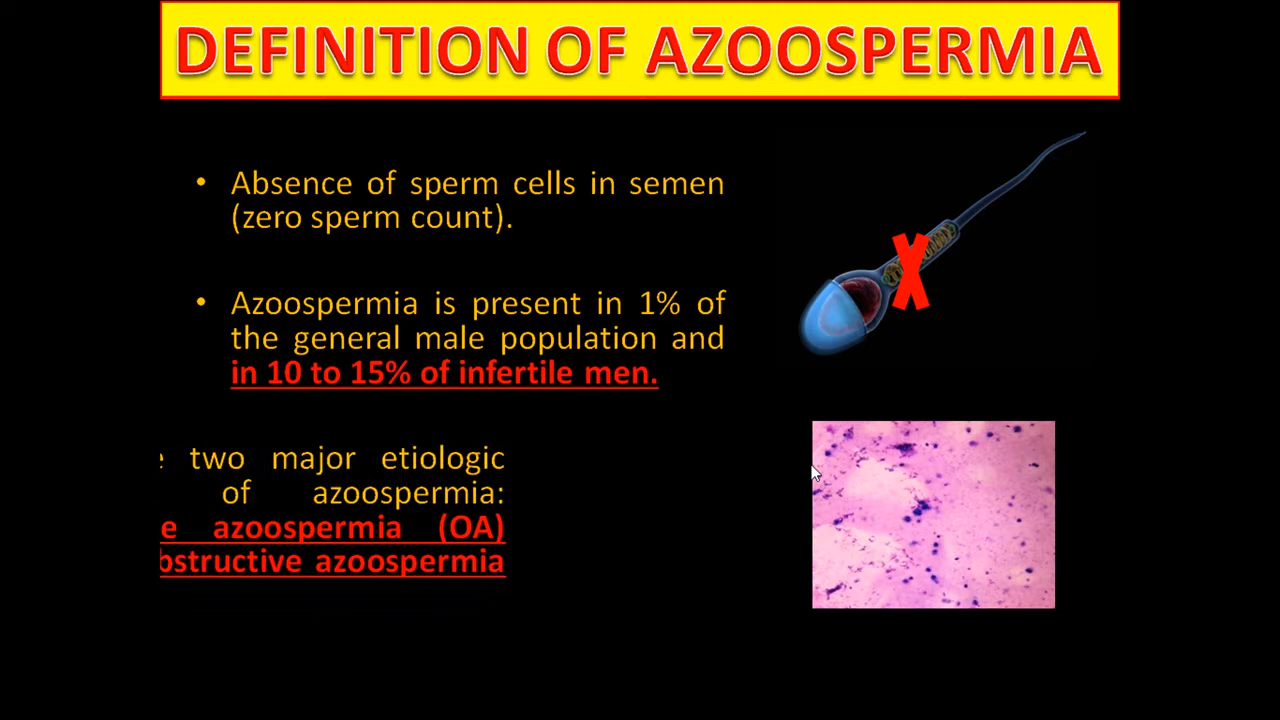 DEFINITION OF AZOOSPERMIA
• Absence of sperm cells in semen
(zero sperm count).
• Azoospermia is present in 1% of
the general male population and
in 10 to 15% of infertile men.
two major etiologic
of azoospermia:
azoospermia (OA)
azoospermia